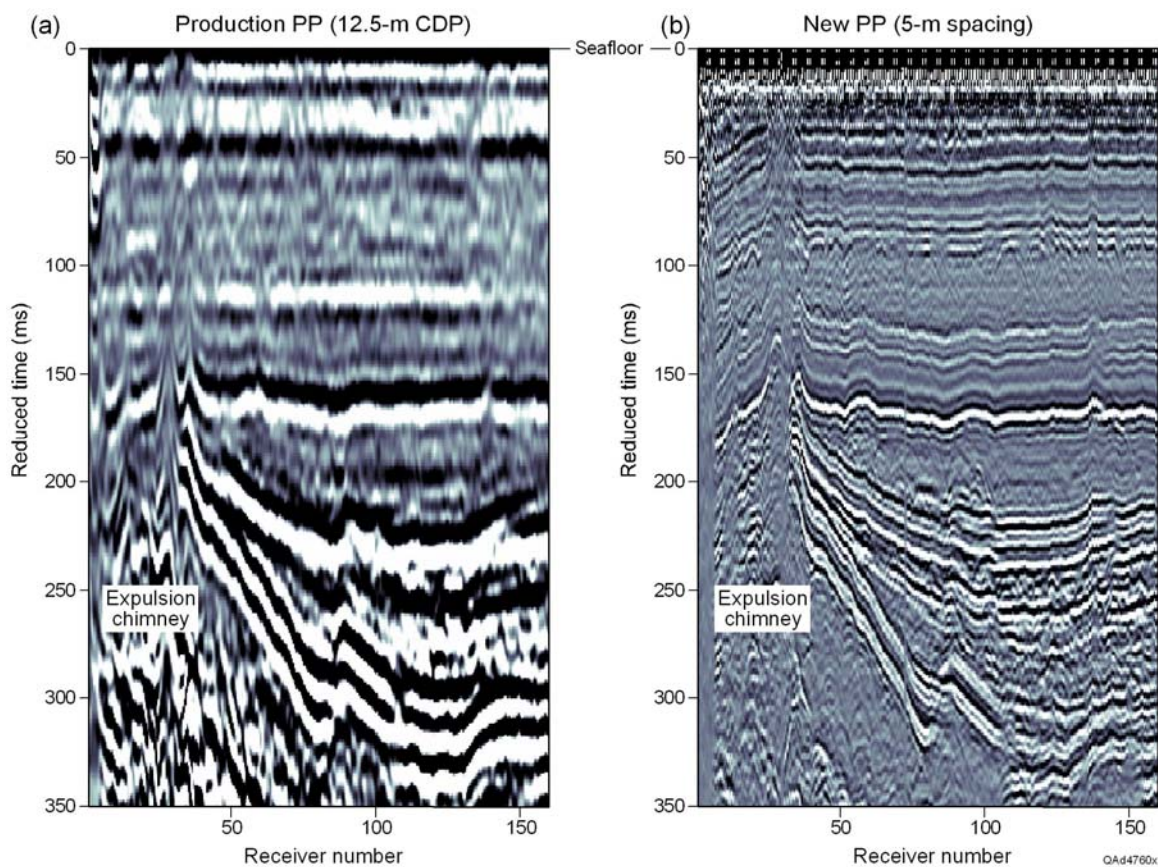 (a) Production PP (12.5-m CDP)
(b) New PP (5-m spacing)
Seafloor
0
50
100
150
200
250
300
350
Reduced time (ms)
Expulsion
chimney
50
100
150
Receiver number
0
50
100
150
200
250
300
350
Reduced time (ms)
Expulsion
chimney
50
100
150
Receiver number
QAd4760x